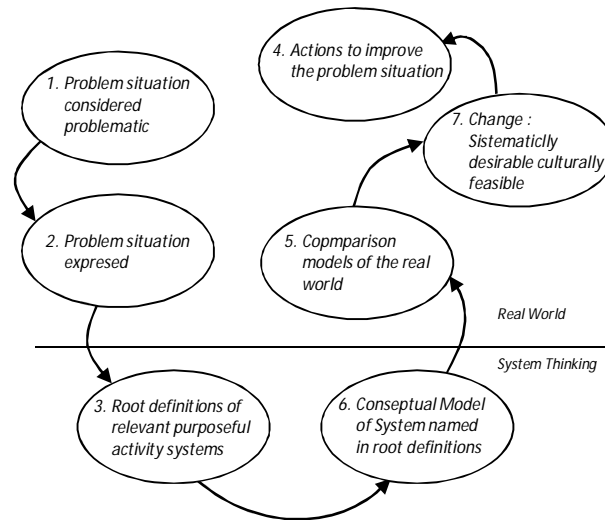 1. Problem situation
considered
problematic
2. Problem situation
expresed
3. Root definitions of
relevant purposeful
activity systems
6. Conseptual Model
of System named
in root definitions
5. Copmparison
models of the real
world
7. Change :
Sistematiclly
desirable culturally
feasible
4. Actions to improve
the problem situation
Real World
System Thinking